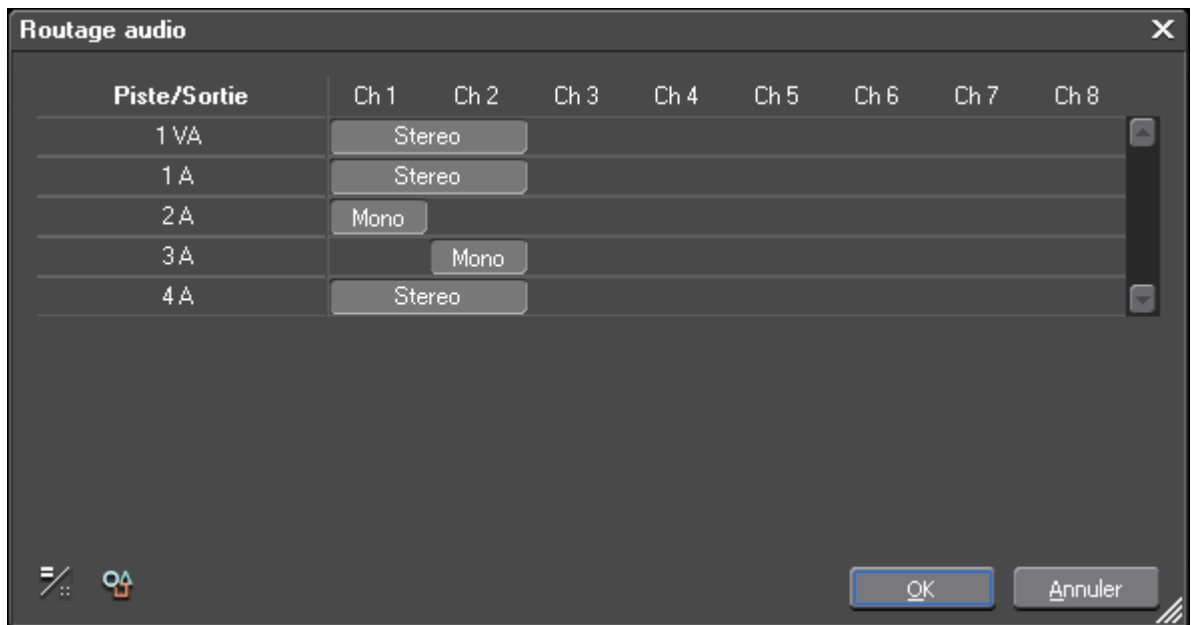 Routage audio
Piste/Sortie Ch 1 Ch 2 Ch 3 Ch 4 Ch 5 Ch 6 Ch 7 Ch 8
1 VA Stereo
1 A Stereo
2 A Mono
3 A Mono
4 A Stereo
OK Annuler